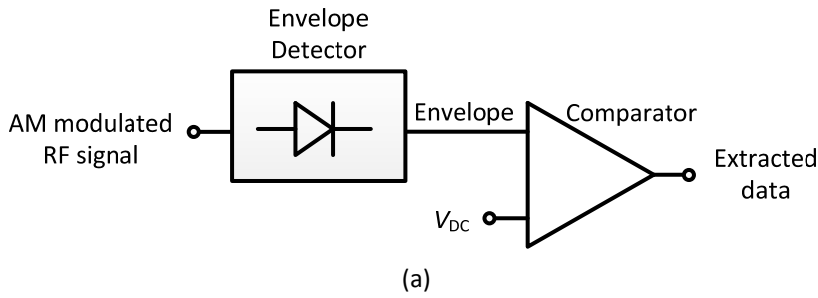 Envelope
Detector
AM modulated
RF signal
Envelope
Comparator
Extracted
data
VDC
(a)